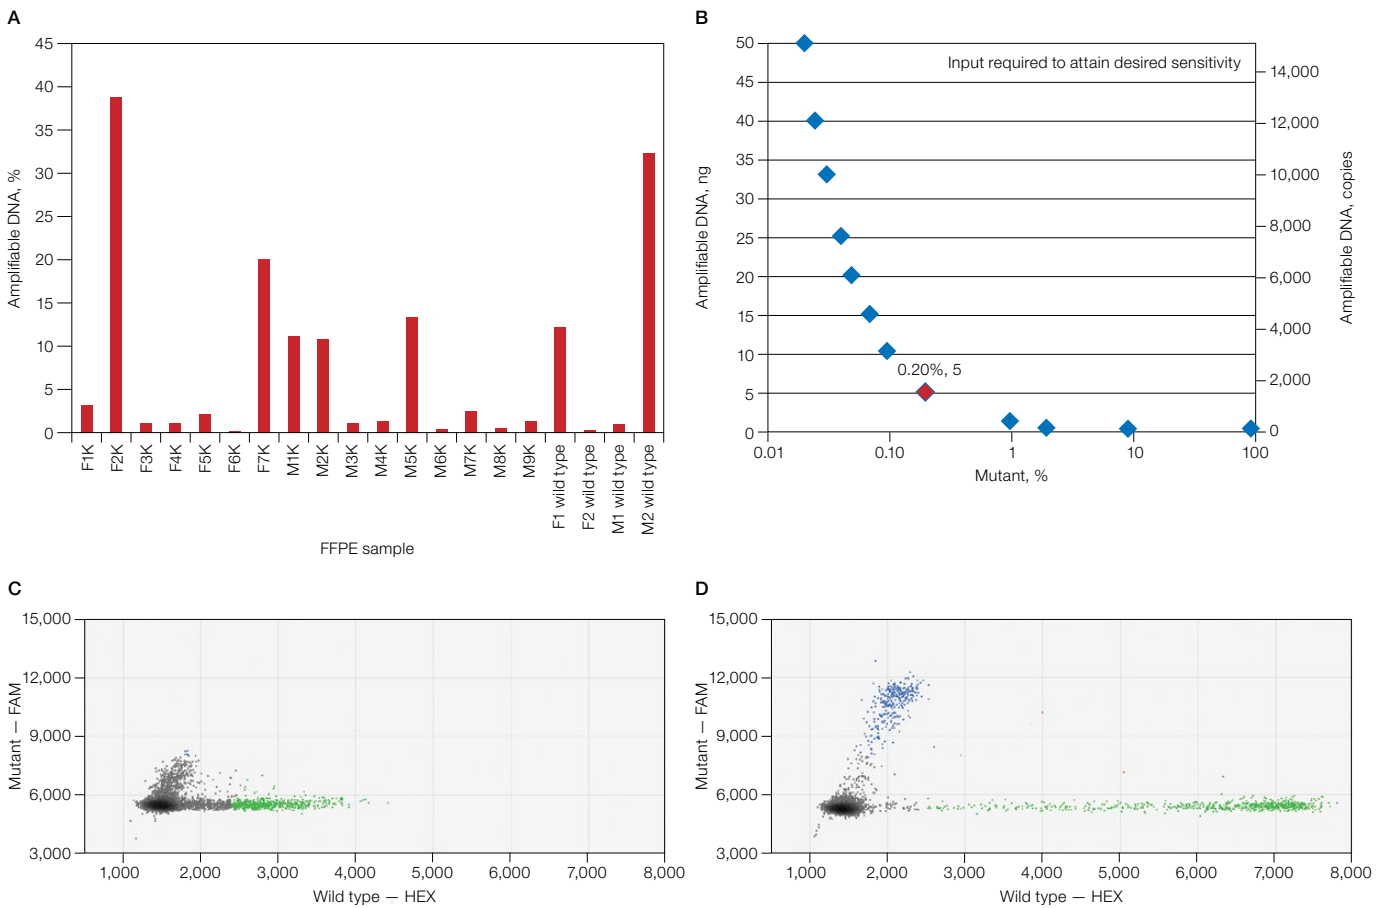 A
45
40
35
30
25
20
15
10
5
0
Amplifiable DNA, %
F1K
F2K
F3K
F4K
F5K
F6K
F7K
M1K
M2K
M3K
M4K
M5K
M6K
M7K
M8K
M9K
F1 wild type
F2 wild type
M1 wild type
M2 wild type
FFPE sample
B
Input required to attain desired sensitivity
50
45
40
35
30
25
20
15
10
5
0
Amplifiable DNA, ng
14,000
12,000
10,000
8,000
6,000
4,000
2,000
0
Amplifiable DNA, copies
0.20%, 5
0.01
0.10
1
10
100
Mutant, %
C
15,000
12,000
9,000
6,000
3,000
Mutant — FAM
1,000
2,000
3,000
4,000
5,000
6,000
7,000
8,000
Wild type — HEX
D
15,000
12,000
9,000
6,000
3,000
Mutant — FAM
1,000
2,000
3,000
4,000
5,000
6,000
7,000
8,000
Wild type — HEX